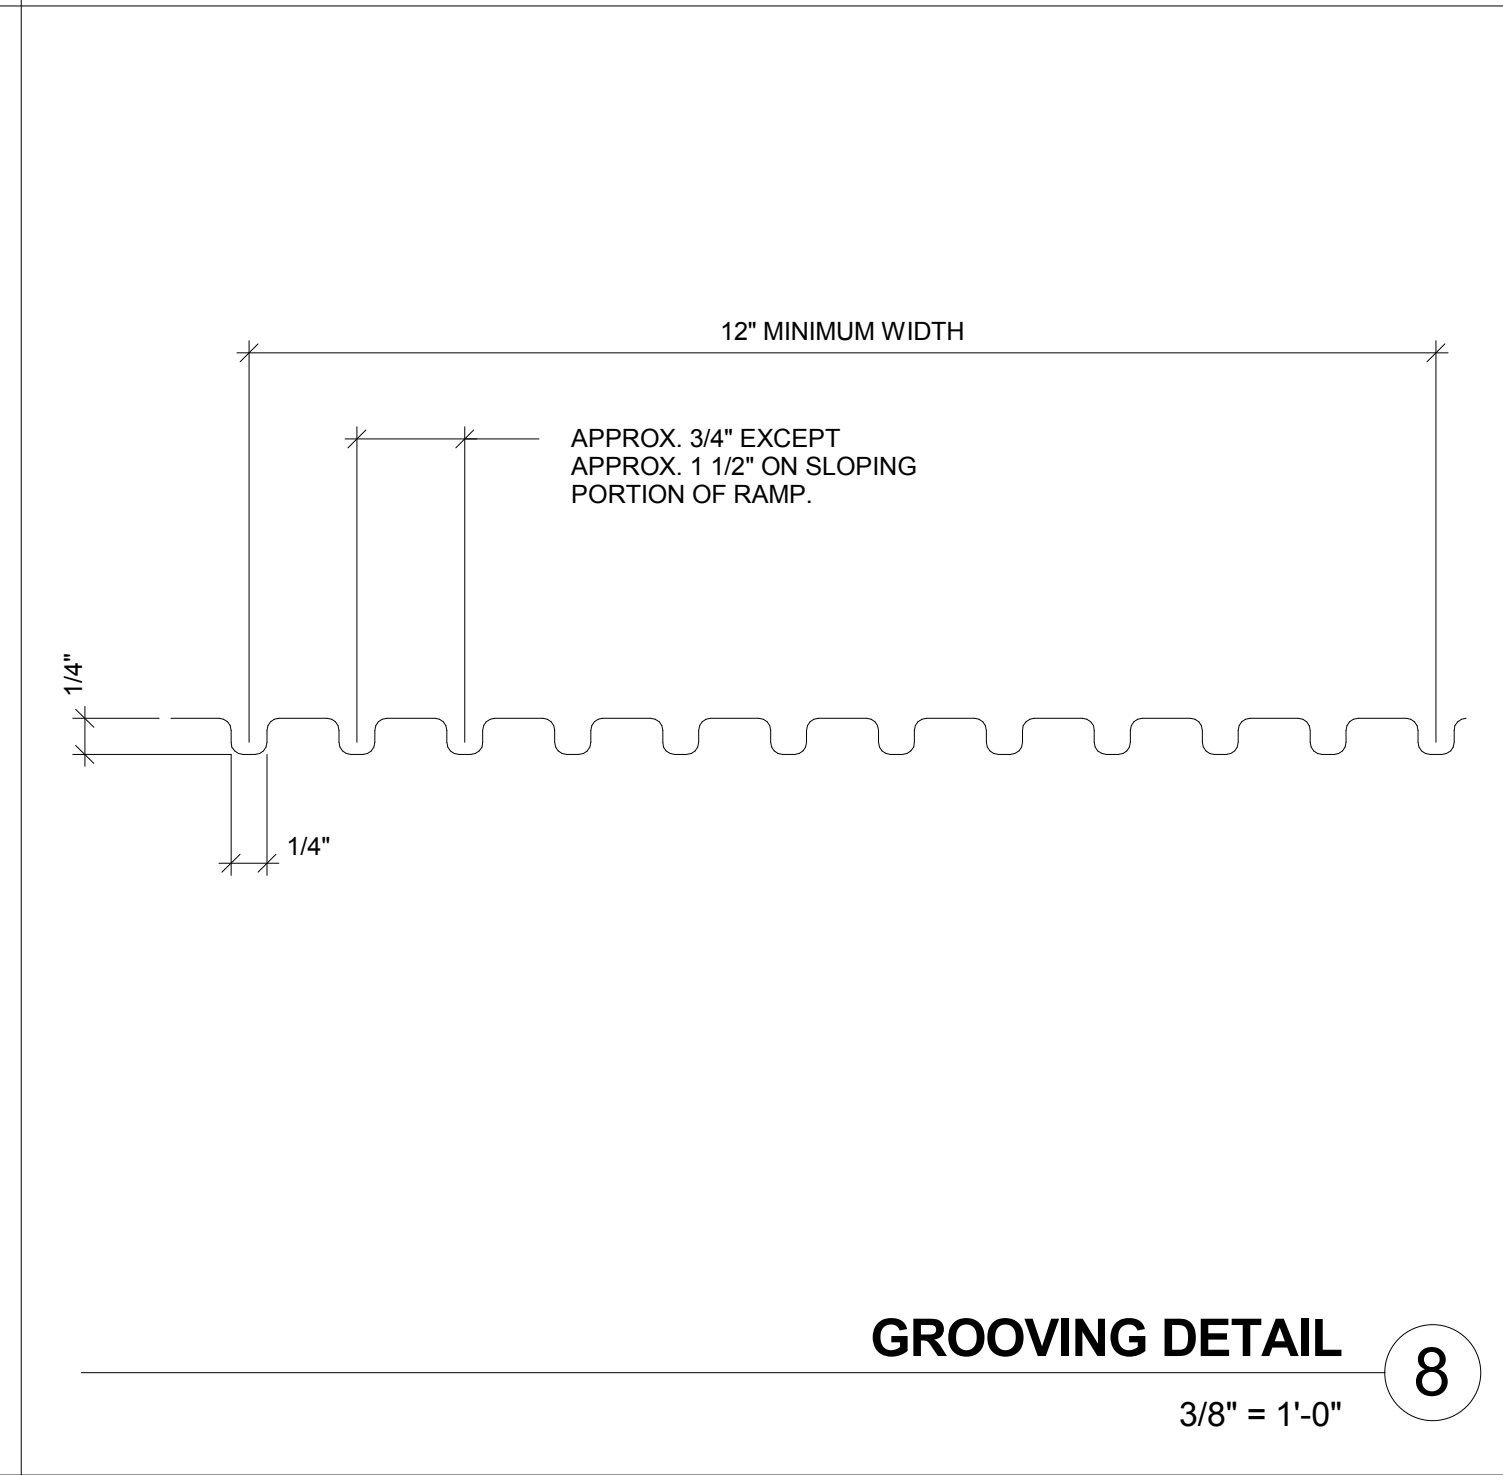 12" MINIMUM WIDTH
APPROX. 3/4" EXCEPT
APPROX. 1 1/2" ON SLOPING
PORTION OF RAMP.
1/4"
1/4"
GROOVING DETAIL
8
3/8" = 1'-0"